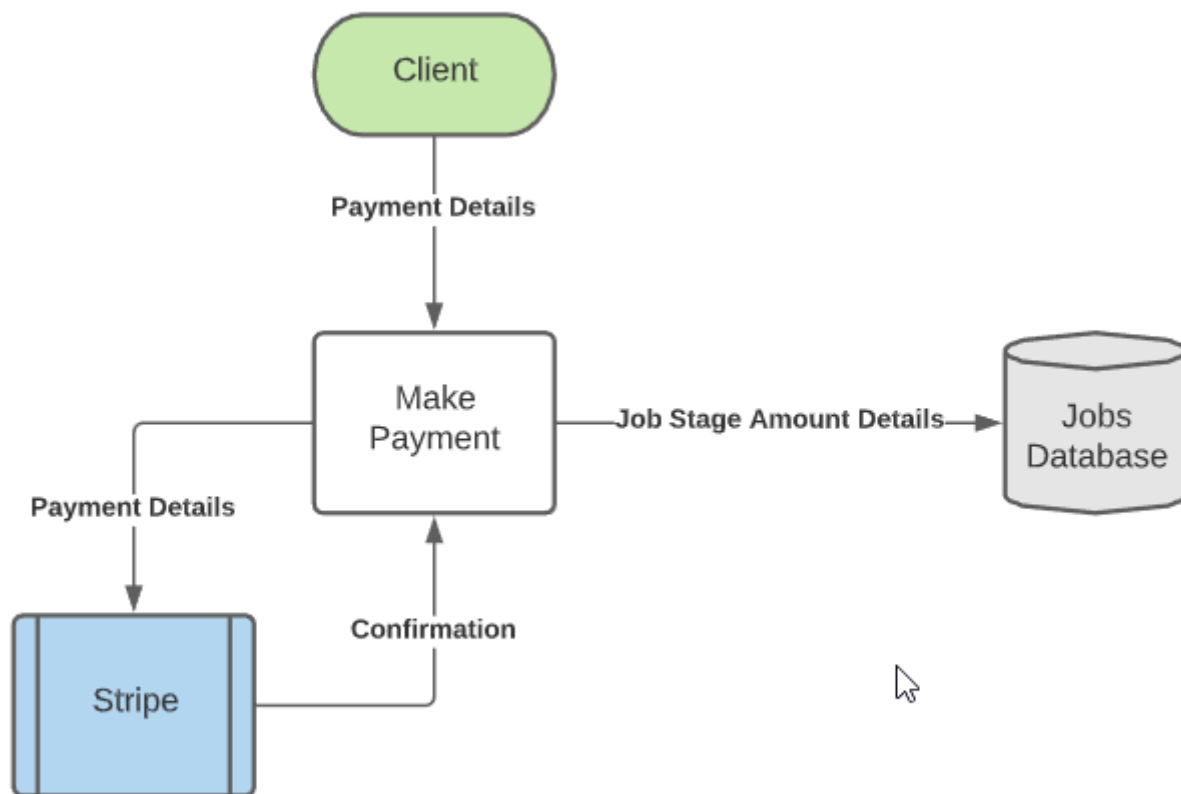 Client
Payment Details
Make
Payment
Job Stage Amount Details
Jobs
Database
Payment Details
Confirmation
Stripe